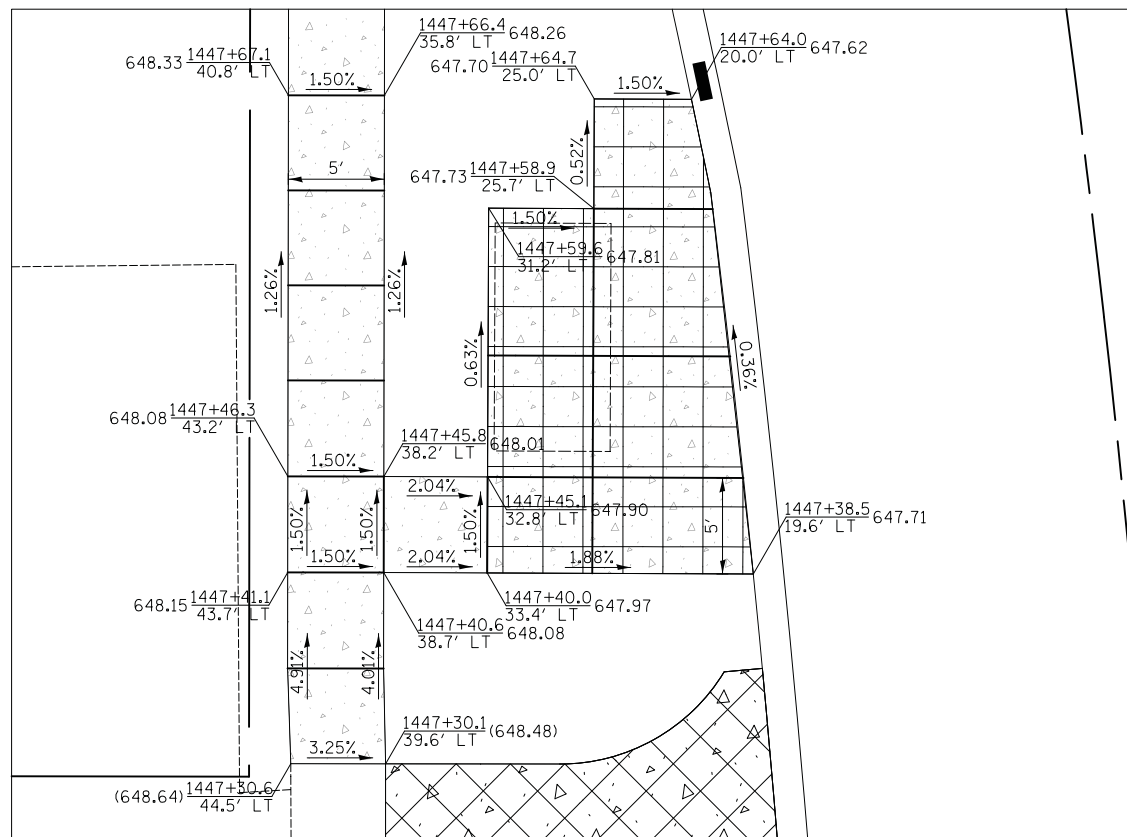 1447+66.4
35.8' LT 648.26
1447+64.0
20.0' LT 647.62
648.33 1447+67.1
40.8' LT
647.70 1447+64.7
25.0' LT
1.50%
1.50%
0.52%
5'
647.73 1447+58.9
25.7' LT
1.50%
1447+59.6
31.2' LT 647.81
1.26%
1.26%
0.63%
0.36%
648.08 1447+46.3
43.2' LT
1447+45.8
38.2' LT 648.01
1.50%
2.04%
1447+45.1
32.8' LT 647.90
1.50%
1.50%
1.50%
5'
1447+38.5
19.6' LT 647.71
1.50%
2.04%
1.88%
648.15 1447+41.1
43.7' LT
1447+40.6
38.7' LT 648.08
1447+40.0
33.4' LT 647.97
4.91%
4.01%
1447+30.1
39.6' LT (648.48)
3.25%
(648.64) 1447+30.6
44.5' LT